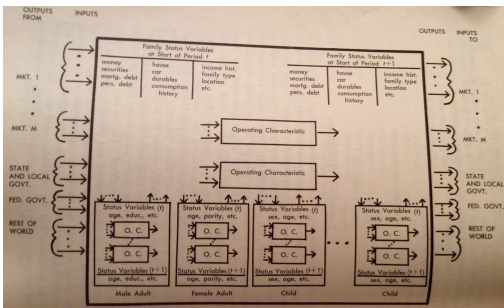 OUTPUTS FROM
INPUTS
OUTPUTS
INPUTS TO
Family Status Variables
at Start of Period t
money
securities
mortg. debt
pers. debt
house
car
durables
consumption
history
income hist.
family type
location
etc.
Family Status Variables
at Start of Period t+1
money
securities
mortg. debt
pers. debt
house
car
durables
consumption
history
income hist.
family type
location
etc.
MKT. 1
MKT. M
STATE
AND LOCAL
GOVT.
FED. GOVT.
REST OF
WORLD
MKT. 1
MKT. M
STATE
AND LOCAL
GOVT.
FED. GOVT.
REST OF
WORLD
Operating Characteristic
Operating Characteristic
Status Variables (t)
age, educ., etc.
O. C.
O. C.
Status Variables (t+1)
age, educ., etc.
Male Adult
Status Variables (t)
age, parity, etc.
O. C.
O. C.
Status Variables (t+1)
age, parity, etc.
Female Adult
Status Variables (t)
sex, age, etc.
O. C.
O. C.
Status Variables (t+1)
sex, age, etc.
Child
Status Variables (t)
sex, age, etc.
O. C.
O. C.
Status Variables (t+1)
sex, age, etc.
Child